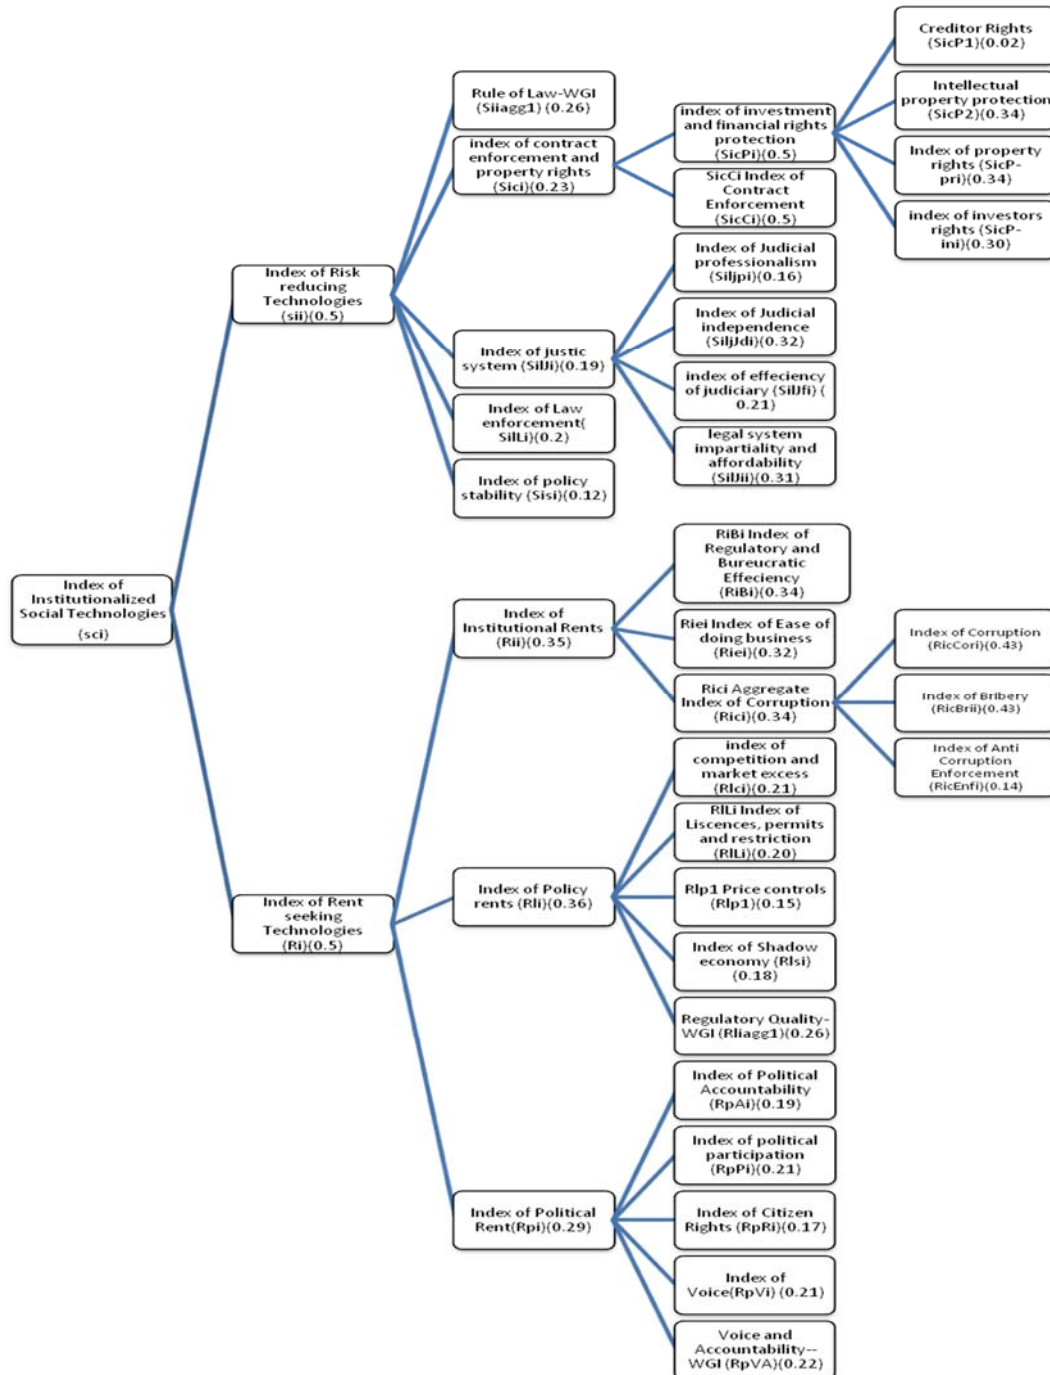 Index of
Institutionalized
Social Technologies
(sci)
Index of Risk
reducing
Technologies
(sii)(0.5)
Rule of Law-WGI
(Siiagg1) (0.26)
index of contract
enforcement and
property rights
(Sici)(0.23)
index of investment
and financial rights
protection
(SicPi)(0.5)
Creditor Rights
(SicP1)(0.02)
Intellectual
property protection
(SicP2)(0.34)
Index of property
rights (SicP-
pri)(0.34)
index of investors
rights (SicP-
ini)(0.30)
SicCi Index of
Contract
Enforcement
(SicCi)(0.5)
Index of justic
system (SilJi)(0.19)
Index of Judicial
professionalism
(Siljpi)(0.16)
Index of Judicial
independence
(SiljJdi)(0.32)
index of effeciency
of judiciary (SilJfi) (
0.21)
legal system
impartiality and
affordability
(SilJii)(0.31)
Index of Law
enforcement(
SilLi)(0.2)
Index of policy
stability (Sisi)(0.12)
Index of Rent
seeking
Technologies
(Ri)(0.5)
Index of
Institutional Rents
(Rii)(0.35)
RiBi Index of
Regulatory and
Bureucratic
Effeciency
(RiBi)(0.34)
Riei Index of Ease of
doing business
(Riei)(0.32)
Rici Aggregate
Index of Corruption
(Rici)(0.34)
Index of Corruption
(RicCori)(0.43)
Index of Bribery
(RicBrii)(0.43)
Index of Anti
Corruption
Enforcement
(RicEnfi)(0.14)
Index of Policy
rents (Rli)(0.36)
index of
competition and
market excess
(Rlci)(0.21)
RlLi Index of
Liscences, permits
and restriction
(RlLi)(0.20)
Rlp1 Price controls
(Rlp1)(0.15)
Index of Shadow
economy (Rlsi)
(0.18)
Regulatory Quality-
WGI (Rliagg1)(0.26)
Index of Political
Rent(Rpi)(0.29)
Index of Political
Accountability
(RpAi)(0.19)
Index of political
participation
(RpPi)(0.21)
Index of Citizen
Rights (RpRi)(0.17)
Index of
Voice(RpVi) (0.21)
Voice and
Accountability--
WGI (RpVA)(0.22)